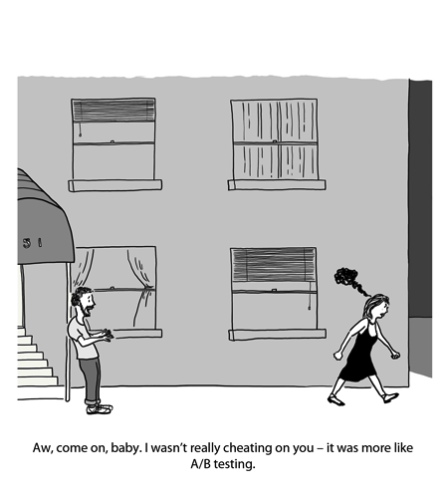 51
Aw, come on, baby. I wasn't really cheating on you – it was more like
A/B testing.